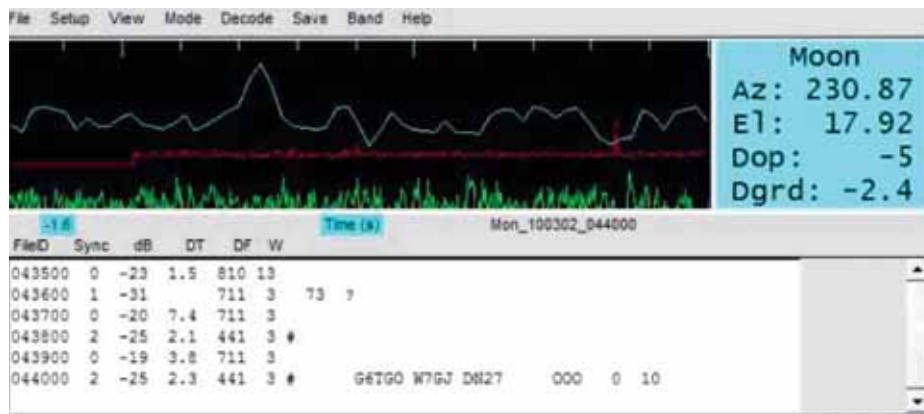 File Setup View Mode Decode Save Band Help
Moon
Az: 230.87
El: 17.92
Dop: -5
Dgrd: -2.4
-1.6 Time (s) Mon_100302_044000
FileID Sync dB DT DF W
043500 0 -23 1.5 810 13
043600 1 -31 711 3 73 ?
043700 0 -20 7.4 711 3
043800 2 -25 2.1 441 3 #
043900 0 -19 3.8 711 3
044000 2 -25 2.3 441 3 # G6TGO W7GJ DN27 OOO 0 10